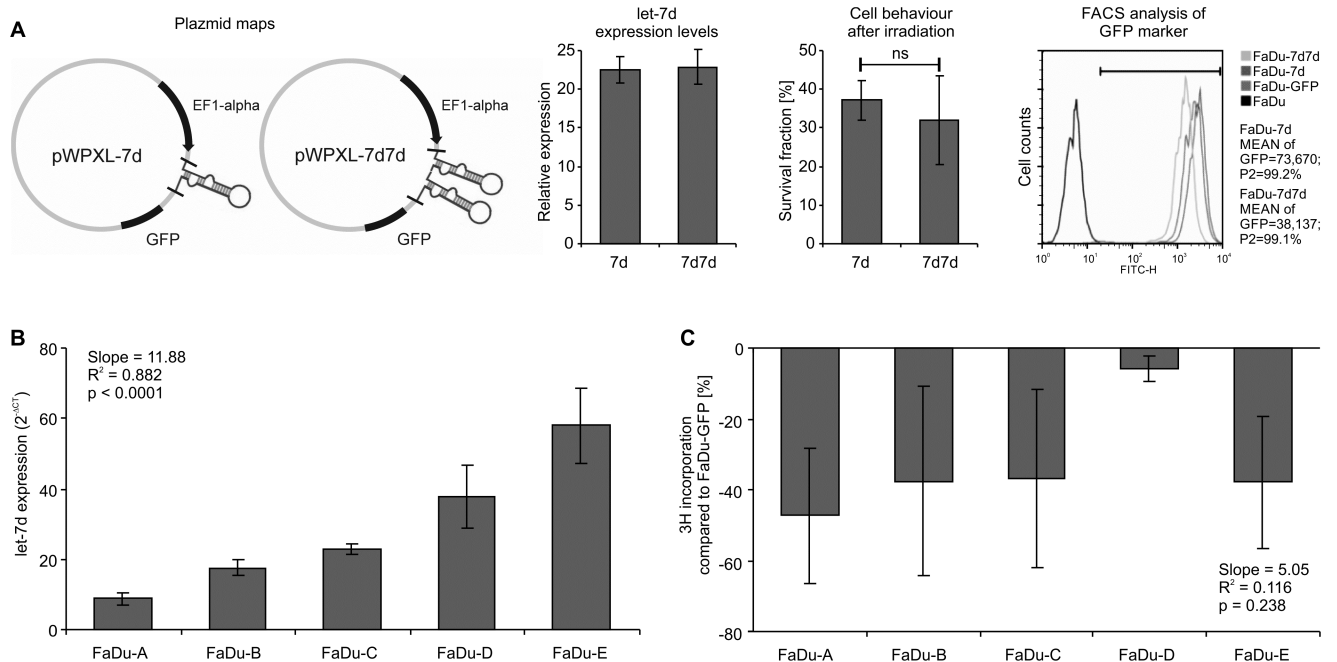 A
Plazmid maps
pWPXL-7d
EF1-alpha
GFP
pWPXL-7d7d
EF1-alpha
GFP
let-7d
expression levels
Relative expression
25
20
15
10
5
0
7d
7d7d
Cell behaviour
after irradiation
ns
Survival fraction [%]
50
40
30
20
10
0
7d
7d7d
FACS analysis of
GFP marker
Cell counts
10⁰
10¹
10²
10³
10⁴
FITC-H
FaDu-7d7d
FaDu-7d
FaDu-GFP
FaDu
FaDu-7d
MEAN of
GFP=73,670;
P2=99.2%
FaDu-7d7d
MEAN of
GFP=38,137;
P2=99.1%
B
let-7d expression (2^-ΔCT)
80
60
40
20
0
Slope = 11.88
R² = 0.882
p < 0.0001
FaDu-A
FaDu-B
FaDu-C
FaDu-D
FaDu-E
C
3H incorporation
compared to FaDu-GFP [%]
0
-20
-40
-60
-80
Slope = 5.05
R² = 0.116
p = 0.238
FaDu-A
FaDu-B
FaDu-C
FaDu-D
FaDu-E